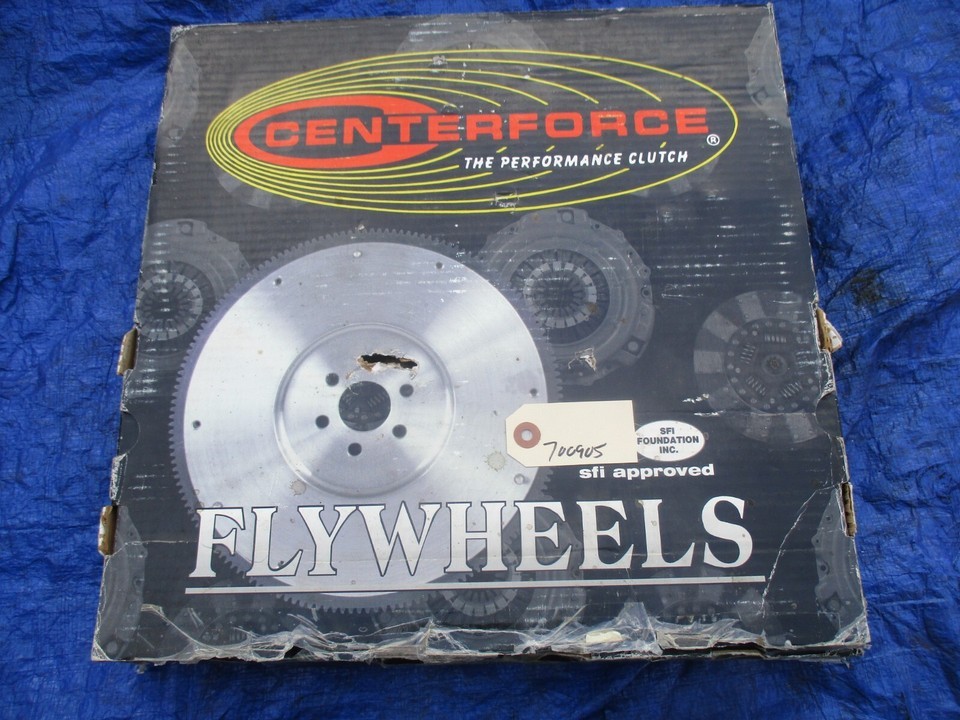 CENTERFORCE®
THE PERFORMANCE CLUTCH
700905
SFI
FOUNDATION
INC.
sfi approved
FLYWHEELS